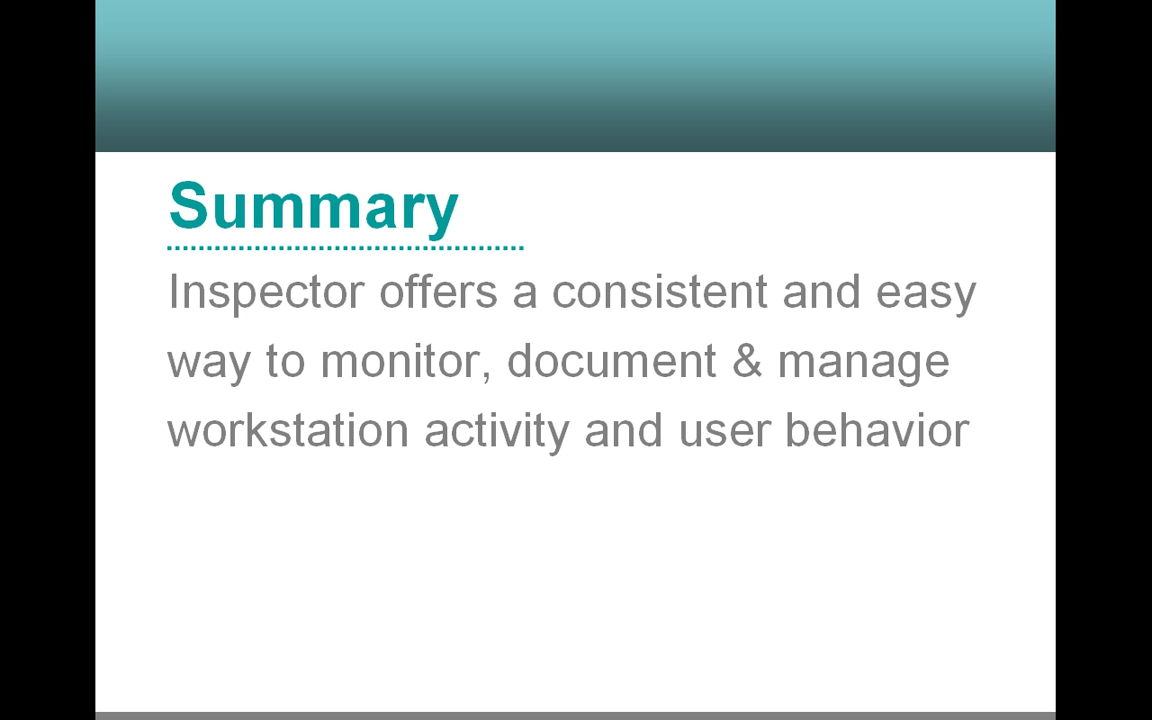 Summary
Inspector offers a consistent and easy
way to monitor, document & manage
workstation activity and user behavior